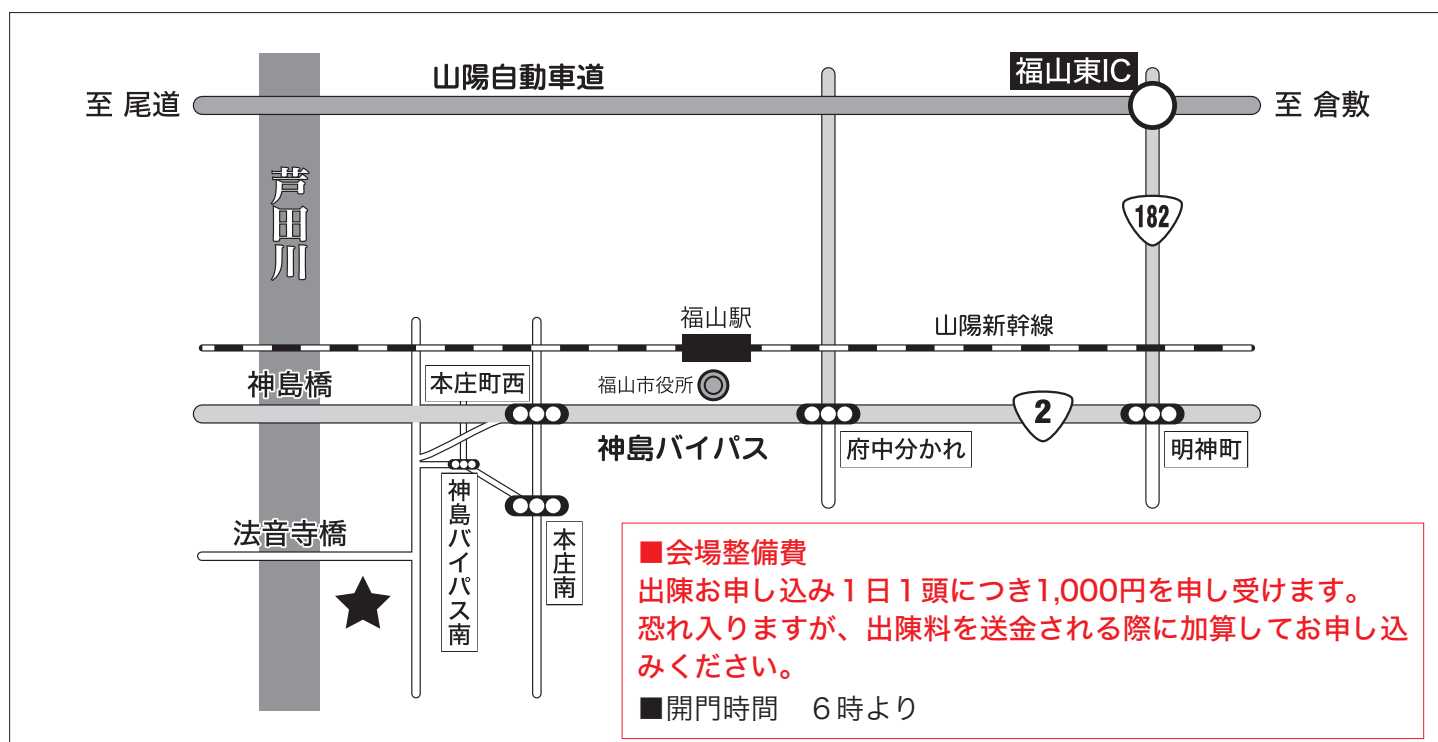 山陽自動車道
福山東IC
至 尾道
至 倉敷
芦田川
182
福山駅
山陽新幹線
神島橋
本庄町西
福山市役所
2
神島バイパス
府中分かれ
明神町
神島バイパス南
本庄南
法音寺橋
■会場整備費
出陳お申し込み1日1頭につき1,000円を申し受けます。
恐れ入りますが、出陳料を送金される際に加算してお申し込
みください。
■開門時間　6時より